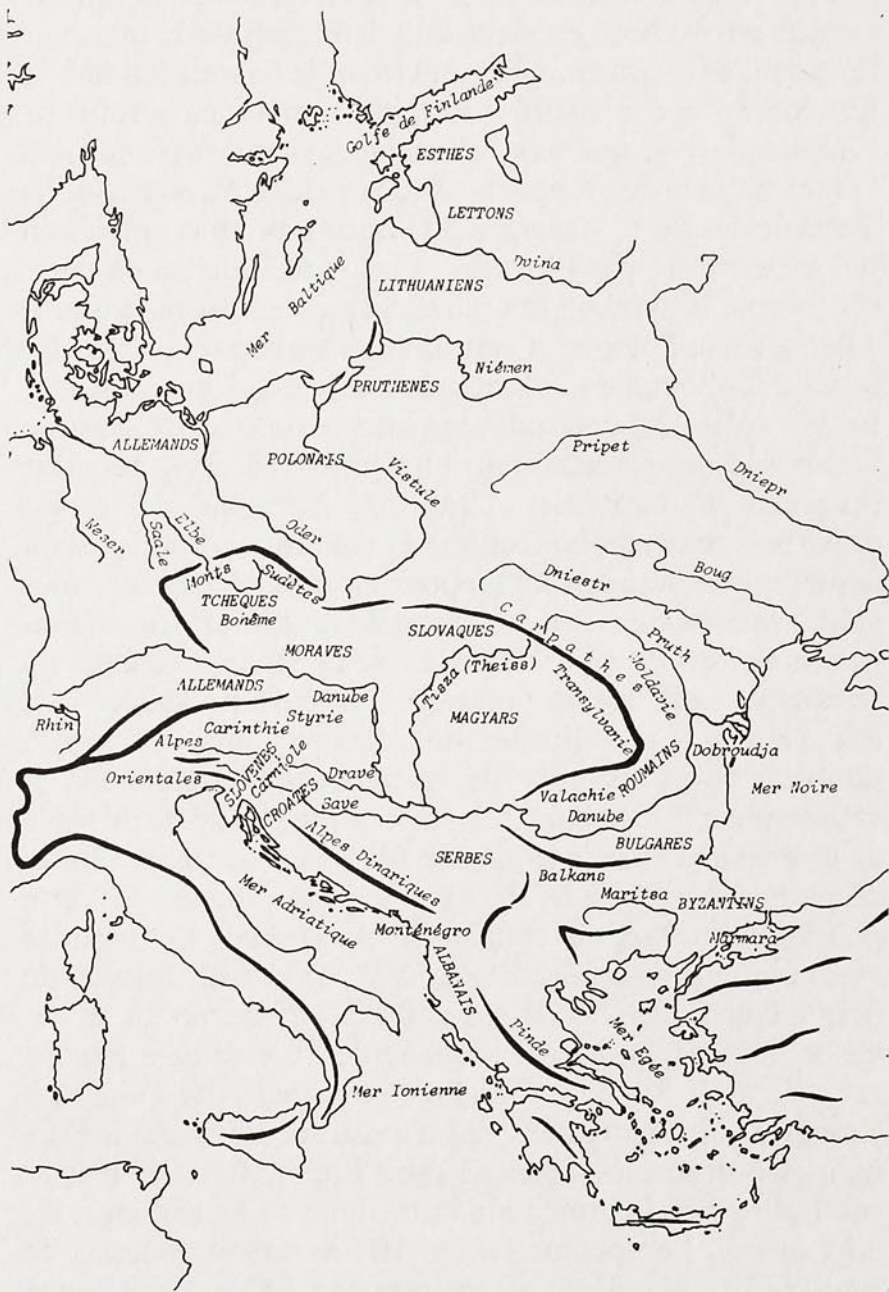 Golfe de Finlande
ESTHES
LETTONS
Dvina
Mer Baltique
LITHUANIENS
Niémen
PRUTHENES
ALLEMANDS
POLONAIS
Vistule
Pripet
Dniepr
Weser
Saale
Elbe
Oder
Monts Sudètes
Dniestr
Boug
TCHEQUES
Bohême
Carpathes
SLOVAQUES
Pruth
MORAVES
Moldavie
Tisza (Theiss)
ALLEMANDS
Danube
Transylvanie
Rhin
Styrie
Carinthie
MAGYARS
Alpes
Orientales
SLOVENES
Carniole
Drave
ROUMAINS
Dobroudja
Mer Noire
CROATES
Save
Valachie
Danube
Alpes Dinariques
SERBES
BULGARES
Balkans
Mer Adriatique
Maritsa
BYZANTINS
Monténégro
Marmara
ALBANAIS
Pinde
Mer Egée
Mer Ionienne